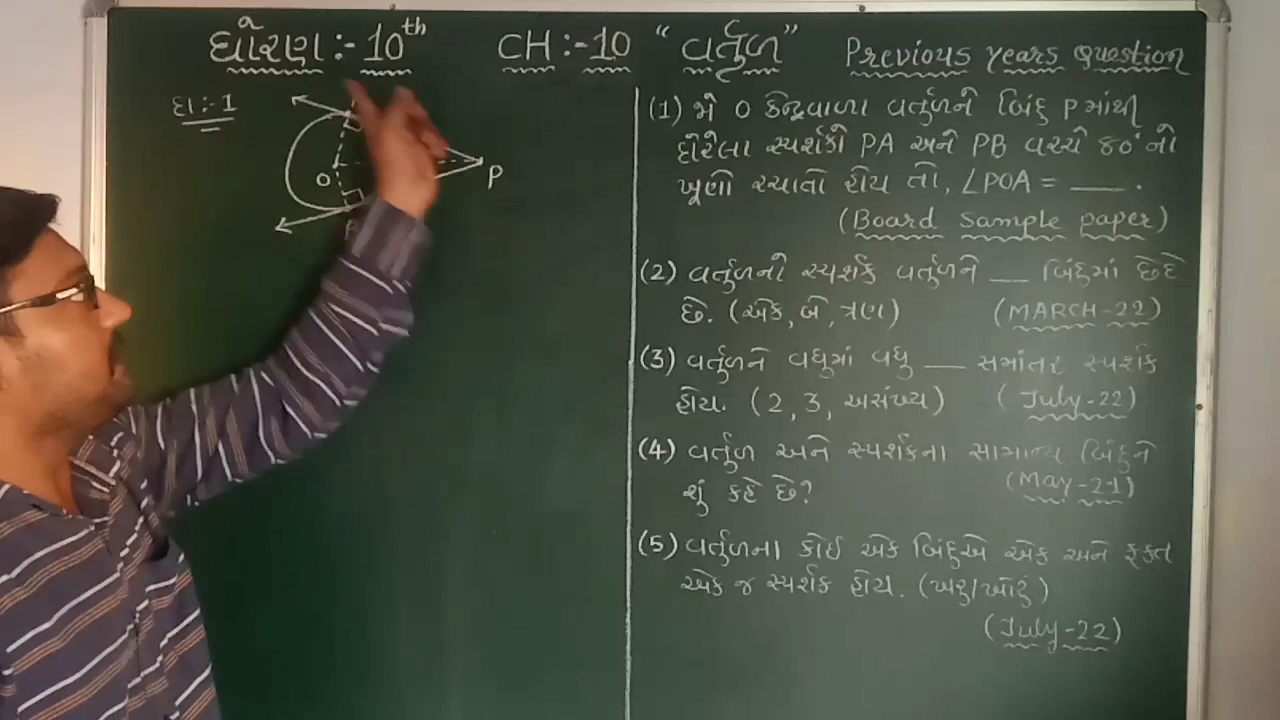 ધોરણ :- 10th CH :- 10 "વર્તુળ" Previous years question
દા :- 1
O
P
(1) જો O કેન્દ્રવાળા વર્તુળને બિંદુ P માંથી
દોરેલા સ્પર્શકો PA અને PB વચ્ચે 80° નો
ખૂણો રચાતો હોય તો, ∠POA = ___ .
(Board sample paper)
(2) વર્તુળનો સ્પર્શક વર્તુળને __ બિંદુમાં છેદે
છે. (એક, બે, ત્રણ) (MARCH-22)
(3) વર્તુળને વધુમાં વધુ __ સમાંતર સ્પર્શક
હોય. (2, 3, અસંખ્ય) (July-22)
(4) વર્તુળ અને સ્પર્શકના સામાન્ય બિંદુને
શું કહે છે? (May-21)
(5) વર્તુળના કોઈ એક બિંદુએ એક અને ફક્ત
એક જ સ્પર્શક હોય. (ખરું/ખોટું)
(July-22)